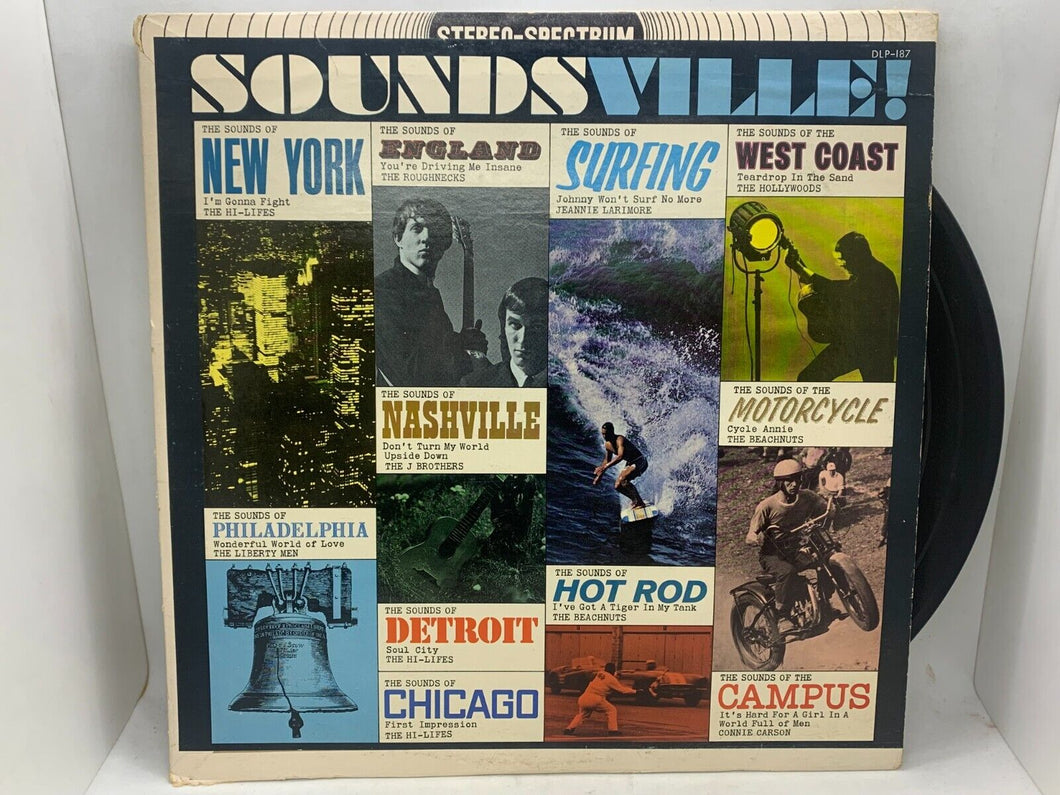 STEREO-SPECTRUM
DLP-187
SOUNDSVILLE!
THE SOUNDS OF
NEW YORK
I'm Gonna Fight
THE HI-LIFES
THE SOUNDS OF
ENGLAND
You're Driving Me Insane
THE ROUGHNECKS
THE SOUNDS OF
SURFING
Johnny Won't Surf No More
JEANNIE LARIMORE
THE SOUNDS OF THE
WEST COAST
Teardrop In The Sand
THE HOLLYWOODS
THE SOUNDS OF
NASHVILLE
Don't Turn My World
Upside Down
THE J BROTHERS
THE SOUNDS OF THE
MOTORCYCLE
Cycle Annie
THE BEACHNUTS
THE SOUNDS OF
PHILADELPHIA
Wonderful World of Love
THE LIBERTY MEN
THE SOUNDS OF
DETROIT
Soul City
THE HI-LIFES
THE SOUNDS OF
HOT ROD
I've Got A Tiger In My Tank
THE BEACHNUTS
THE SOUNDS OF
CHICAGO
First Impression
THE HI-LIFES
THE SOUNDS OF THE
CAMPUS
It's Hard For A Girl In A
World Full of Men
CONNIE CARSON